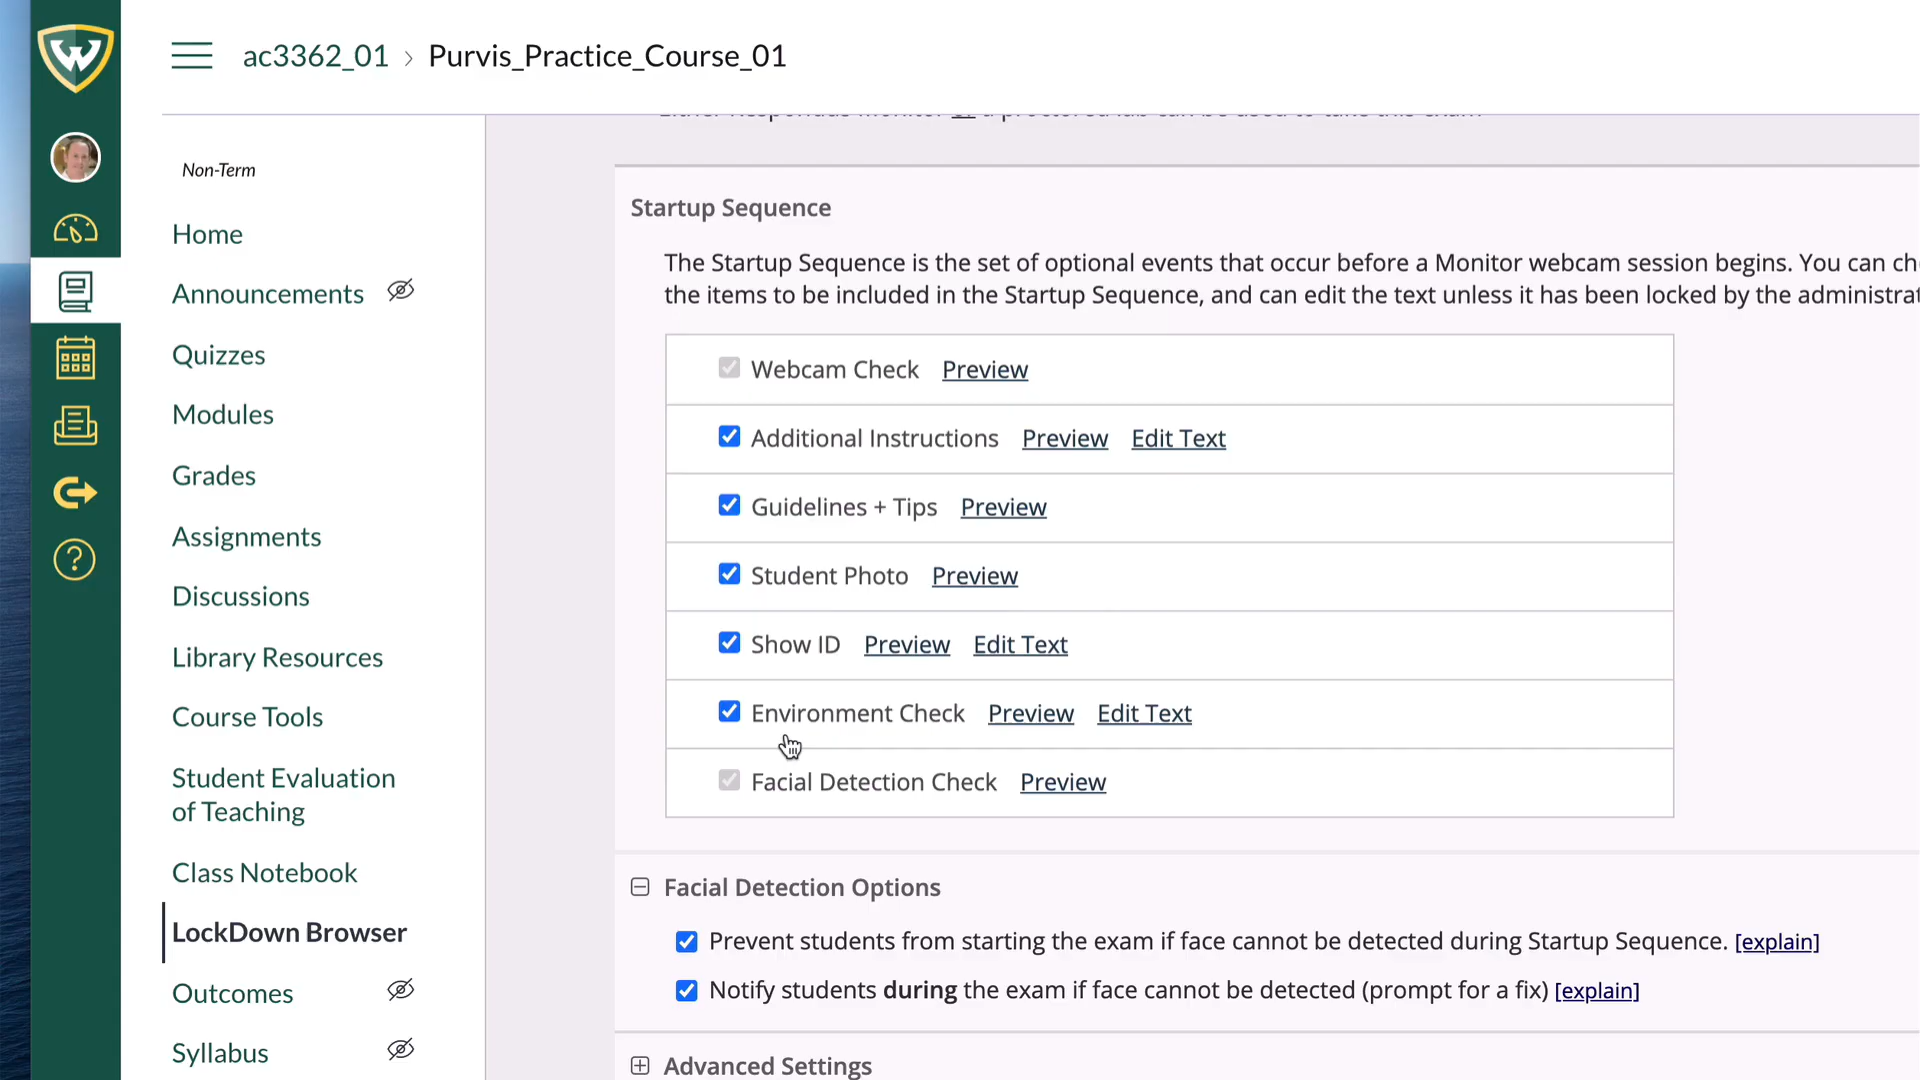 ac3362_01 › Purvis_Practice_Course_01
Non-Term
Home
Announcements
Quizzes
Modules
Grades
Assignments
Discussions
Library Resources
Course Tools
Student Evaluation
of Teaching
Class Notebook
LockDown Browser
Outcomes
Syllabus
Startup Sequence
The Startup Sequence is the set of optional events that occur before a Monitor webcam session begins. You can
the items to be included in the Startup Sequence, and can edit the text unless it has been locked by the
Webcam Check Preview
Additional Instructions Preview Edit Text
Guidelines + Tips Preview
Student Photo Preview
Show ID Preview Edit Text
Environment Check Preview Edit Text
Facial Detection Check Preview
Facial Detection Options
Prevent students from starting the exam if face cannot be detected during Startup Sequence. [explain]
Notify students during the exam if face cannot be detected (prompt for a fix) [explain]
Advanced Settings